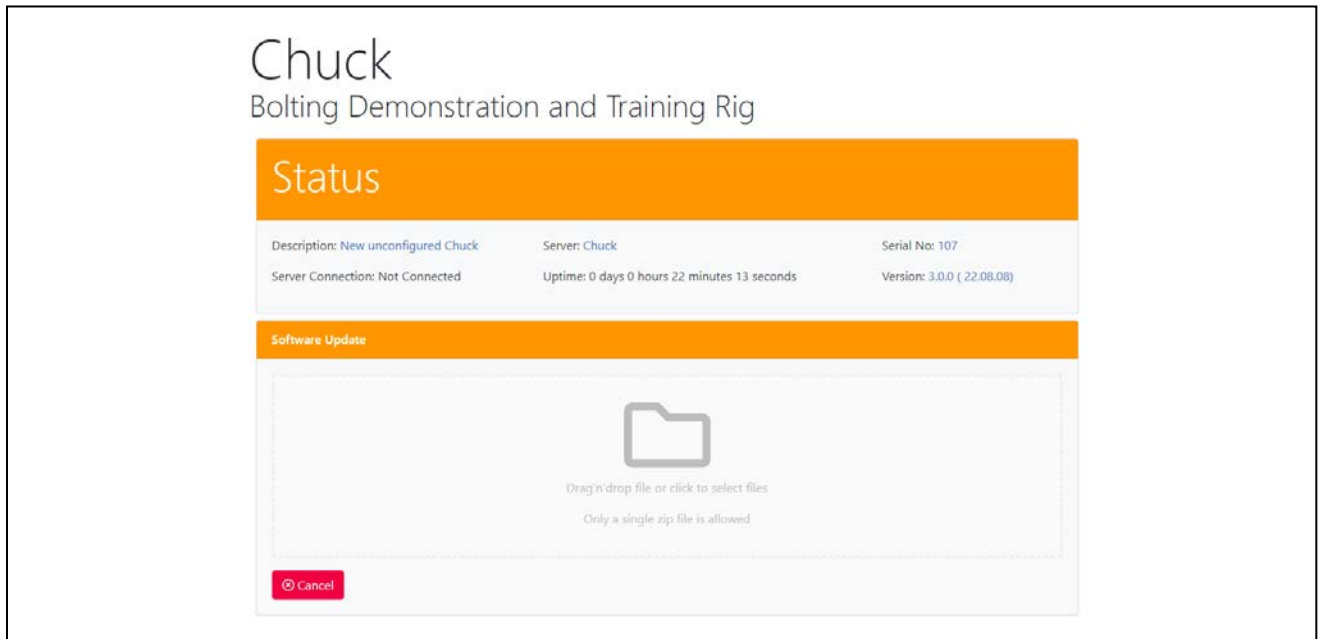 Chuck
Bolting Demonstration and Training Rig
Status
Description: New unconfigured Chuck Server: Chuck Serial No: 107
Server Connection: Not Connected Uptime: 0 days 0 hours 22 minutes 13 seconds Version: 3.0.0 ( 22.08.08)
Software Update
Drag'n'drop file or click to select files
Only a single zip file is allowed
Cancel